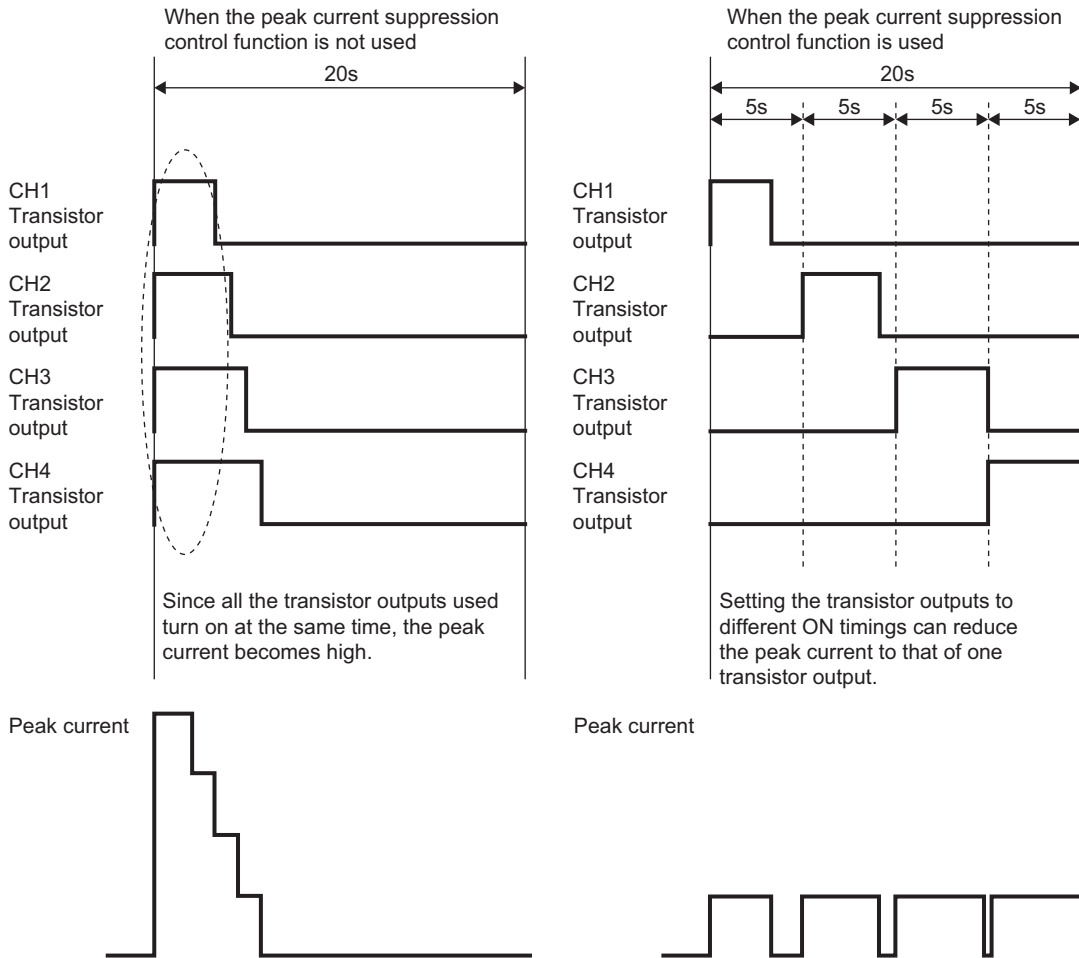 When the peak current suppression
control function is not used
20s
CH1
Transistor
output
CH2
Transistor
output
CH3
Transistor
output
CH4
Transistor
output
Since all the transistor outputs used
turn on at the same time, the peak
current becomes high.
Peak current
When the peak current suppression
control function is used
20s
5s 5s 5s 5s
CH1
Transistor
output
CH2
Transistor
output
CH3
Transistor
output
CH4
Transistor
output
Setting the transistor outputs to
different ON timings can reduce
the peak current to that of one
transistor output.
Peak current